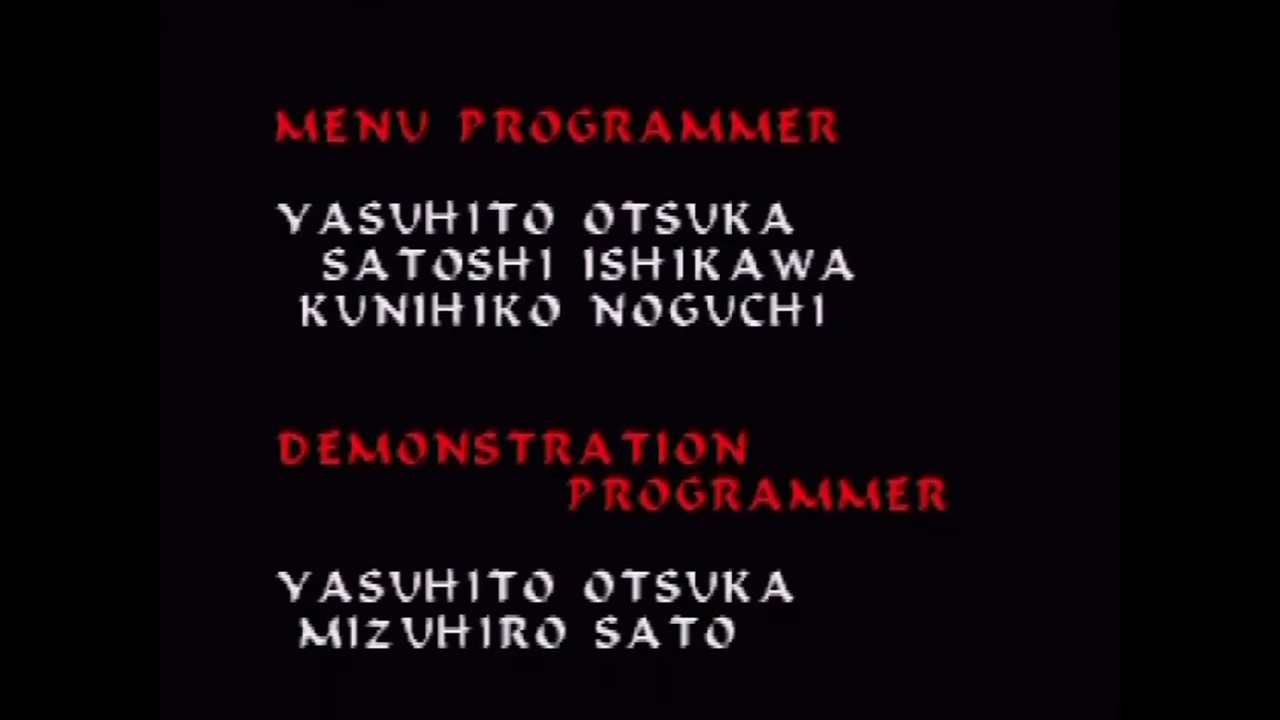 MENU PROGRAMMER
YASUHITO OTSUKA
SATOSHI ISHIKAWA
KUNIHIKO NOGUCHI
DEMONSTRATION
PROGRAMMER
YASUHITO OTSUKA
MIZUHIRO SATO